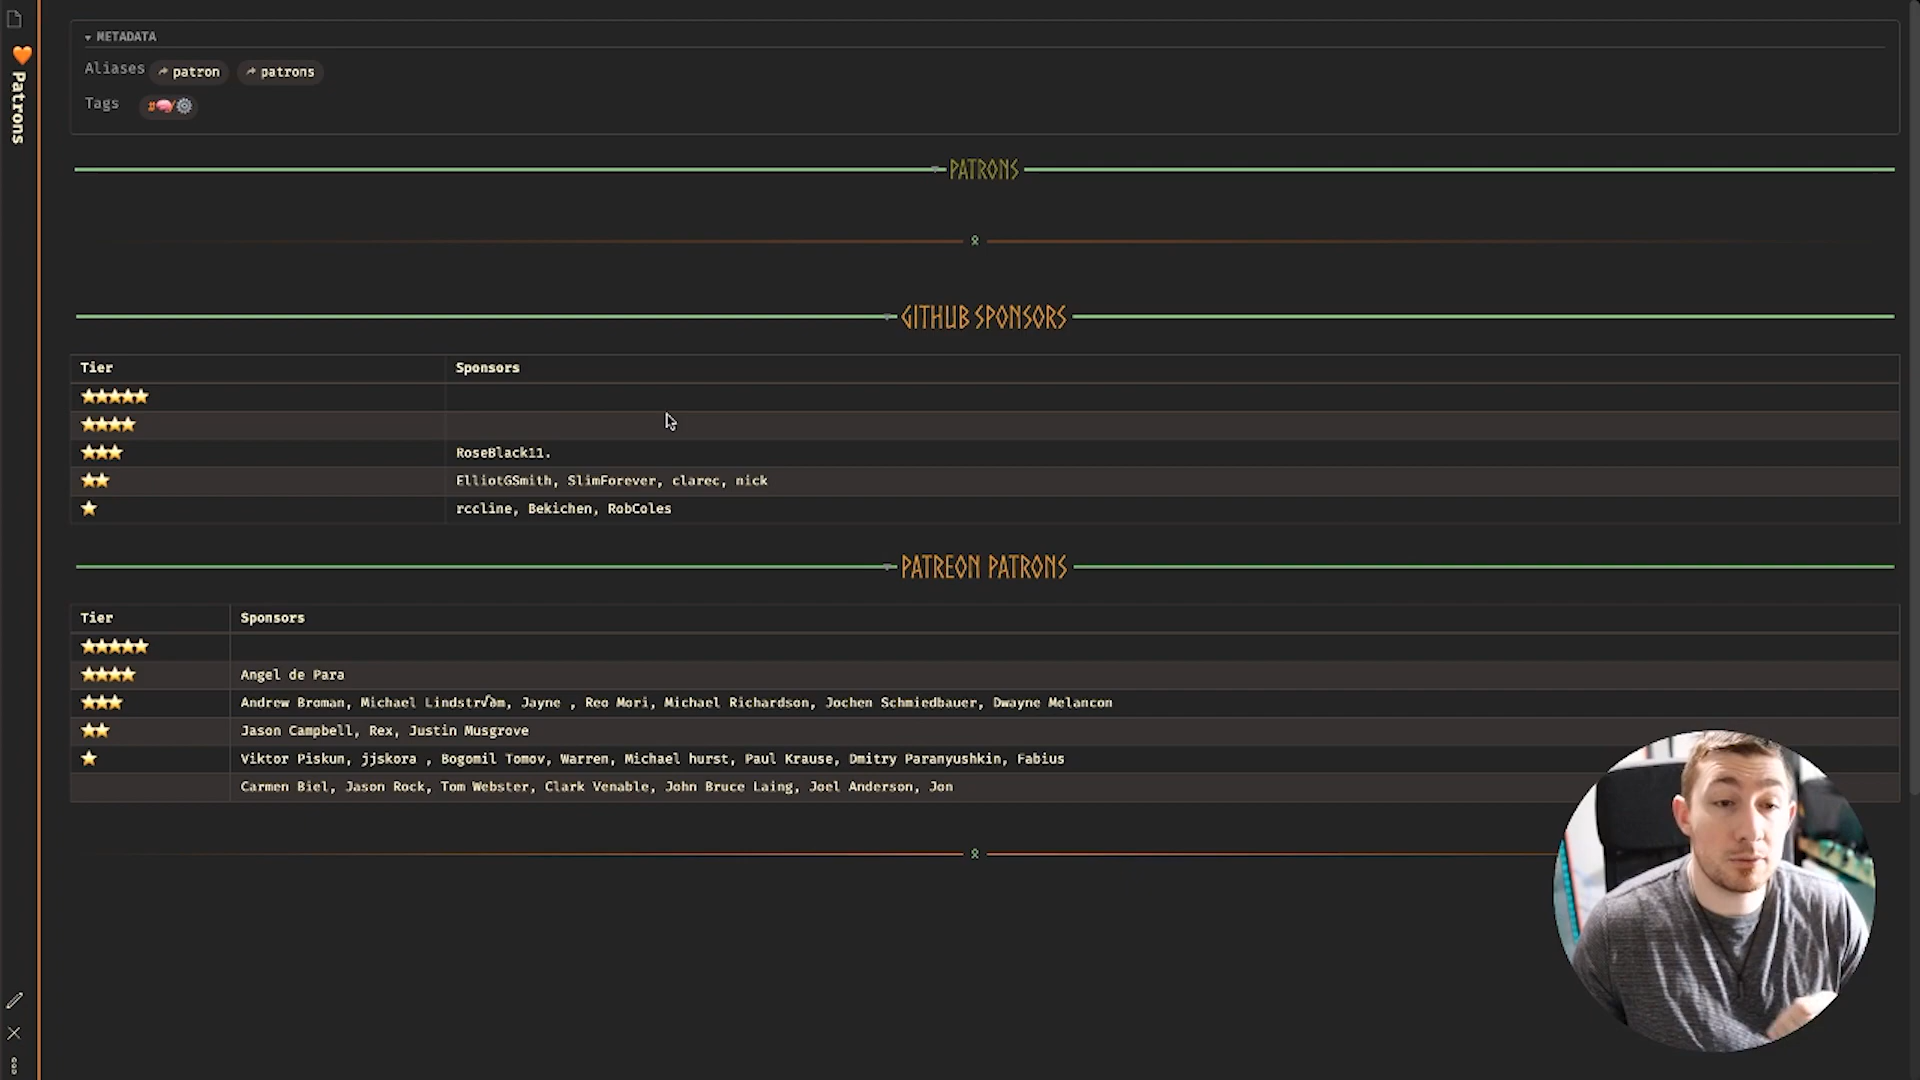 Patrons
METADATA
Aliases patron patrons
Tags #🧠/⚙️
PATRONS
GITHUB SPONSORS
Tier Sponsors
⭐⭐⭐⭐⭐
⭐⭐⭐⭐
⭐⭐⭐ RoseBlack11.
⭐⭐ ElliotGSmith, SlimForever, clarec, nick
⭐ rccline, Bekichen, RobColes
PATREON PATRONS
Tier Sponsors
⭐⭐⭐⭐⭐
⭐⭐⭐⭐ Angel de Para
⭐⭐⭐ Andrew Broman, Michael Lindstr√∂m, Jayne , Reo Mori, Michael Richardson, Jochen Schmiedbauer, Dwayne Melancon
⭐⭐ Jason Campbell, Rex, Justin Musgrove
⭐ Viktor Piskun, jjskora , Bogomil Tomov, Warren, Michael hurst, Paul Krause, Dmitry Paranyushkin, Fabius
Carmen Biel, Jason Rock, Tom Webster, Clark Venable, John Bruce Laing, Joel Anderson, Jon